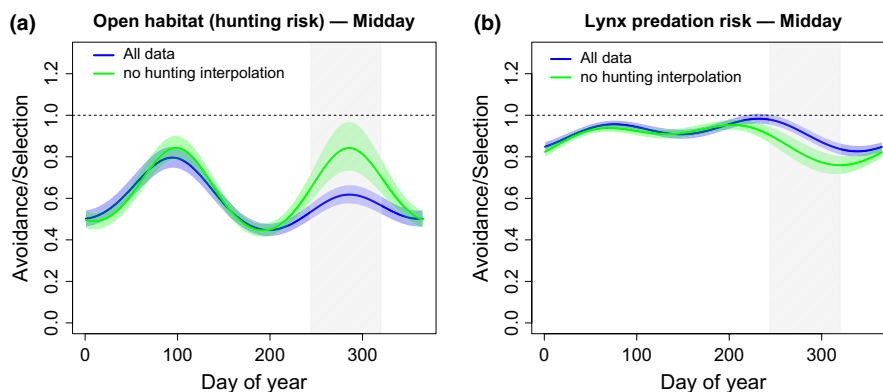 (a) Open habitat (hunting risk) — Midday
All data
no hunting interpolation
Avoidance/Selection
1.2
1.0
0.8
0.6
0.4
0.2
0.0
0 100 200 300
Day of year
(b) Lynx predation risk — Midday
All data
no hunting interpolation
Avoidance/Selection
1.2
1.0
0.8
0.6
0.4
0.2
0.0
0 100 200 300
Day of year